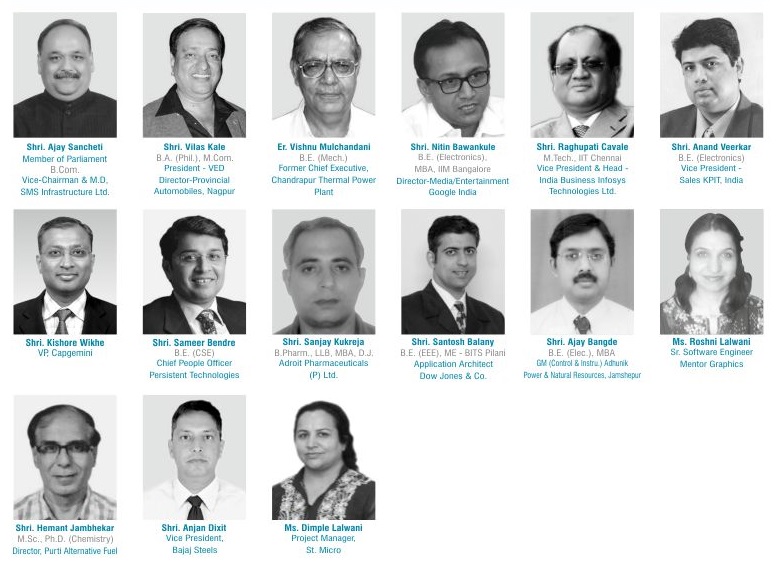 Shri. Ajay Sancheti
Member of Parliament
B.Com.
Vice-Chairman & M.D,
SMS Infrastructure Ltd.
Shri. Vilas Kale
B.A. (Phil.), M.Com.
President - VED
Director-Provincial
Automobiles, Nagpur
Er. Vishnu Mulchandani
B.E. (Mech.)
Former Chief Executive,
Chandrapur Thermal Power
Plant
Shri. Nitin Bawankule
B.E. (Electronics),
MBA, IIM Bangalore
Director-Media/Entertainment
Google India
Shri. Raghupati Cavale
M.Tech., IIT Chennai
Vice President & Head -
India Business Infosys
Technologies Ltd.
Shri. Anand Veerkar
B.E. (Electronics)
Vice President -
Sales KPIT, India
Shri. Kishore Wikhe
VP, Capgemini
Shri. Sameer Bendre
B.E. (CSE)
Chief People Officer
Persistent Technologies
Shri. Sanjay Kukreja
B.Pharm., LLB, MBA, D.J.
Adroit Pharmaceuticals
(P) Ltd.
Shri. Santosh Balany
B.E. (EEE), ME - BITS Pilani
Application Architect
Dow Jones & Co.
Shri. Ajay Bangde
B.E. (Elec.), MBA
GM (Control & Instru.) Adhunik
Power & Natural Resources, Jamshepur
Ms. Roshni Lalwani
Sr. Software Engineer
Mentor Graphics
Shri. Hemant Jambhekar
M.Sc., Ph.D. (Chemistry)
Director, Purti Alternative Fuel
Shri. Anjan Dixit
Vice President,
Bajaj Steels
Ms. Dimple Lalwani
Project Manager,
St. Micro